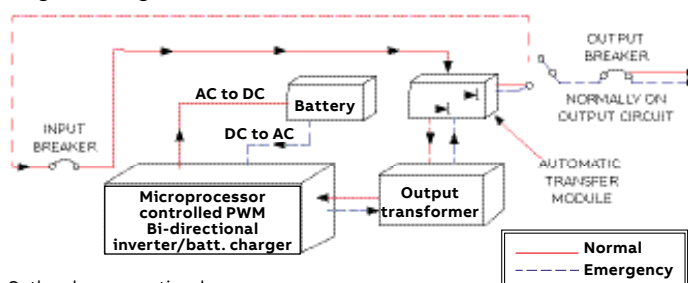 OUTPUT
BREAKER
AC to DC
Battery
NORMALLY ON
OUTPUT CIRCUIT
INPUT
BREAKER
DC to AC
AUTOMATIC
TRANSFER
MODULE
Microprocessor
controlled PWM
Bi-directional
inverter/batt. charger
Output
transformer
Normal
Emergency